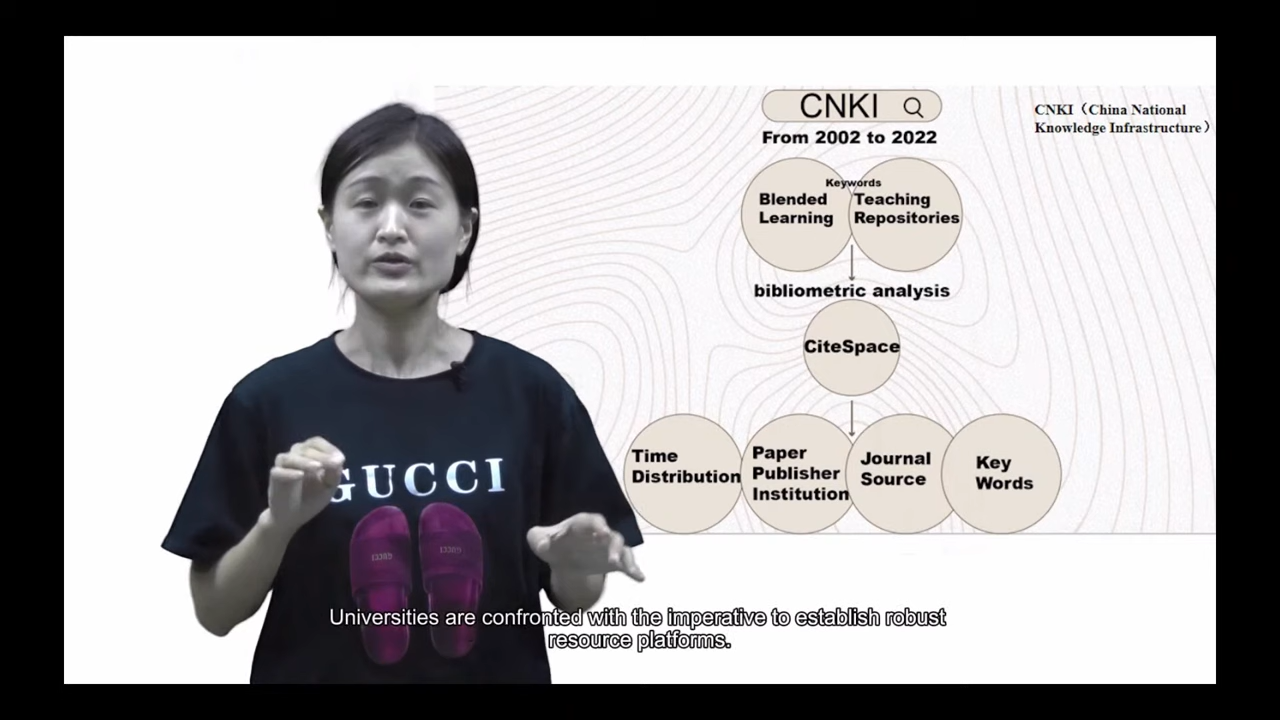 CNKI
From 2002 to 2022
CNKI（China National
Knowledge Infrastructure）
Keywords
Blended
Learning
Teaching
Repositories
bibliometric analysis
CiteSpace
Time
Distribution
Paper
Publisher
Institution
Journal
Source
Key
Words
GUCCI
Universities are confronted with the imperative to establish robust
resource platforms.